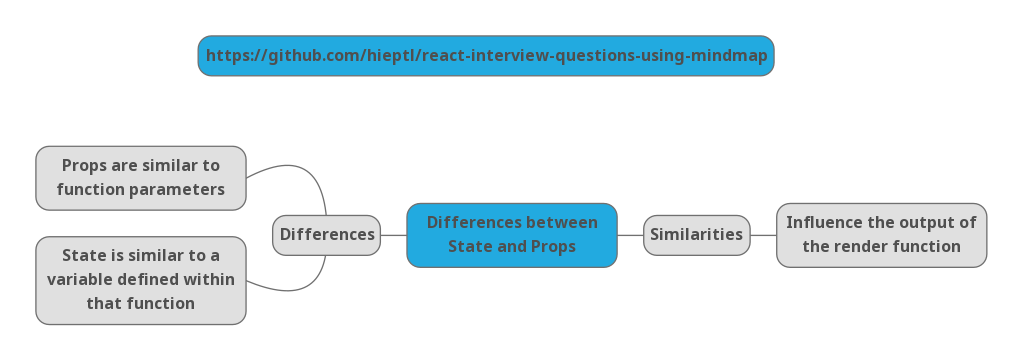 https://github.com/hieptl/react-interview-questions-using-mindmap
Props are similar to
function parameters
State is similar to a
variable defined within
that function
Differences
Differences between
State and Props
Similarities
Influence the output of
the render function